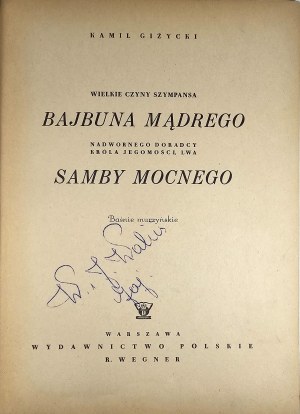 KAMIL GIŻYCKI
WIELKIE CZYNY SZYMPANSA
BAJBUNA MĄDREGO
NADWORNEGO DORADCY
KRÓLA JEGOMOŚCI, LWA
SAMBY MOCNEGO
Baśnie murzyńskie
WARSZAWA
WYDAWNICTWO POLSKIE
R. WEGNER